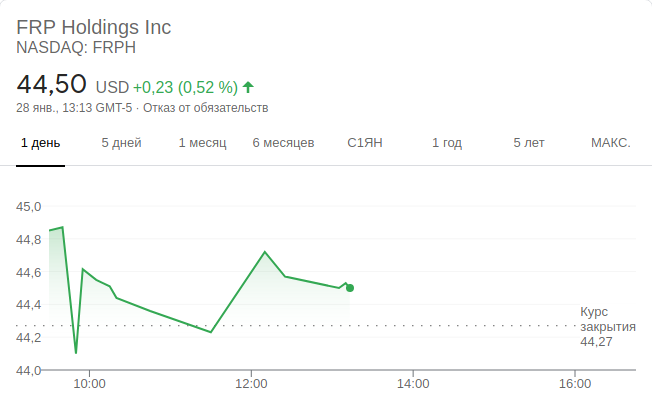 FRP Holdings Inc
NASDAQ: FRPH
44,50 USD +0,23 (0,52 %)
28 янв., 13:13 GMT-5 · Отказ от обязательств
1 день 5 дней 1 месяц 6 месяцев С1ЯН 1 год 5 лет МАКС.
45,0
44,8
44,6
44,4
44,2
44,0
Курс
закрытия
44,27
10:00 12:00 14:00 16:00